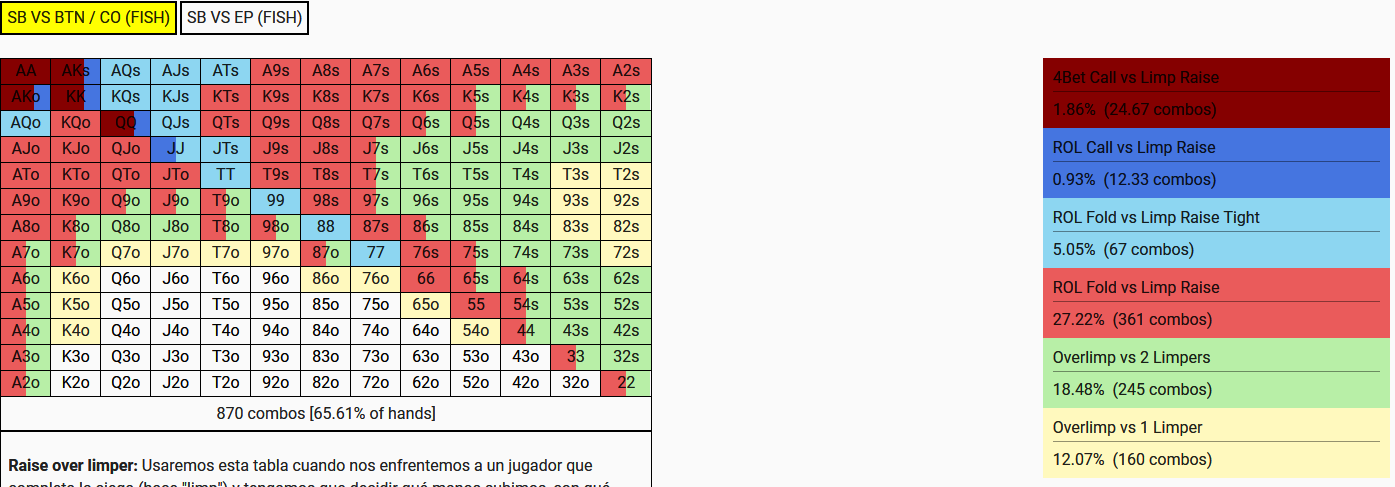 SB VS BTN / CO (FISH) SB VS EP (FISH)
AA AKs AQs AJs ATs A9s A8s A7s A6s A5s A4s A3s A2s
AKo KK KQs KJs KTs K9s K8s K7s K6s K5s K4s K3s K2s
AQo KQo QQ QJs QTs Q9s Q8s Q7s Q6s Q5s Q4s Q3s Q2s
AJo KJo QJo JJ JTs J9s J8s J7s J6s J5s J4s J3s J2s
ATo KTo QTo JTo TT T9s T8s T7s T6s T5s T4s T3s T2s
A9o K9o Q9o J9o T9o 99 98s 97s 96s 95s 94s 93s 92s
A8o K8o Q8o J8o T8o 98o 88 87s 86s 85s 84s 83s 82s
A7o K7o Q7o J7o T7o 97o 87o 77 76s 75s 74s 73s 72s
A6o K6o Q6o J6o T6o 96o 86o 76o 66 65s 64s 63s 62s
A5o K5o Q5o J5o T5o 95o 85o 75o 65o 55 54s 53s 52s
A4o K4o Q4o J4o T4o 94o 84o 74o 64o 54o 44 43s 42s
A3o K3o Q3o J3o T3o 93o 83o 73o 63o 53o 43o 33 32s
A2o K2o Q2o J2o T2o 92o 82o 72o 62o 52o 42o 32o 22
870 combos [65.61% of hands]
Raise over limper: Usaremos esta tabla cuando nos enfrentemos a un jugador que
4Bet Call vs Limp Raise
1.86% (24.67 combos)
ROL Call vs Limp Raise
0.93% (12.33 combos)
ROL Fold vs Limp Raise Tight
5.05% (67 combos)
ROL Fold vs Limp Raise
27.22% (361 combos)
Overlimp vs 2 Limpers
18.48% (245 combos)
Overlimp vs 1 Limper
12.07% (160 combos)